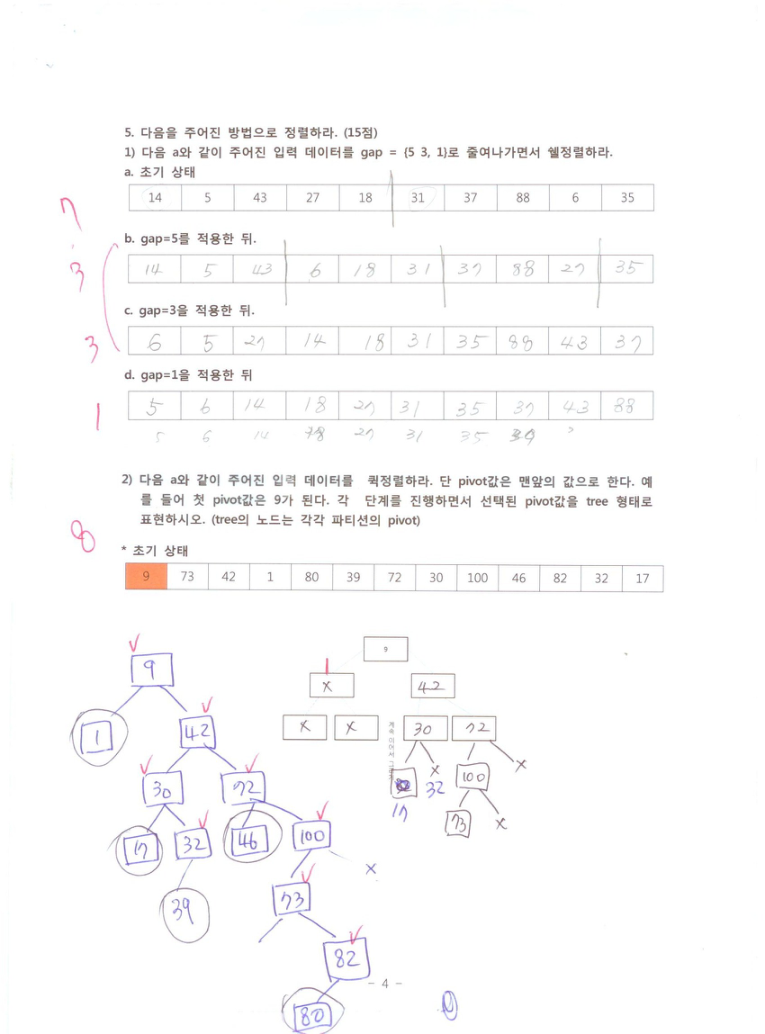 5. 다음을 주어진 방법으로 정렬하라. (15점)
1) 다음 a와 같이 주어진 입력 데이터를 gap = {5 3, 1}로 줄여나가면서 쉘정렬하라.
a. 초기 상태
14 5 43 27 18 31 37 88 6 35
7
b. gap=5를 적용한 뒤.
14 5 43 6 18 31 37 88 27 35
3
c. gap=3을 적용한 뒤.
6 5 27 14 18 31 35 88 43 37
3
d. gap=1을 적용한 뒤
5 6 14 18 27 31 35 37 43 88
1
5 6 14 18 27 31 35
2) 다음 a와 같이 주어진 입력 데이터를 퀵정렬하라. 단 pivot값은 맨앞의 값으로 한다. 예
를 들어 첫 pivot값은 9가 된다. 각 단계를 진행하면서 선택된 pivot값을 tree 형태로
표현하시오. (tree의 노드는 각각 파티션의 pivot)
8
* 초기 상태
9 73 42 1 80 39 72 30 100 46 82 32 17
9
9
1
x 42
1 42
x x 30 72
계속 이어서 그릴것
30 72
x 100 x
17 32
17 32 46 100
73 x
x
39
73
82
80
- 4 -